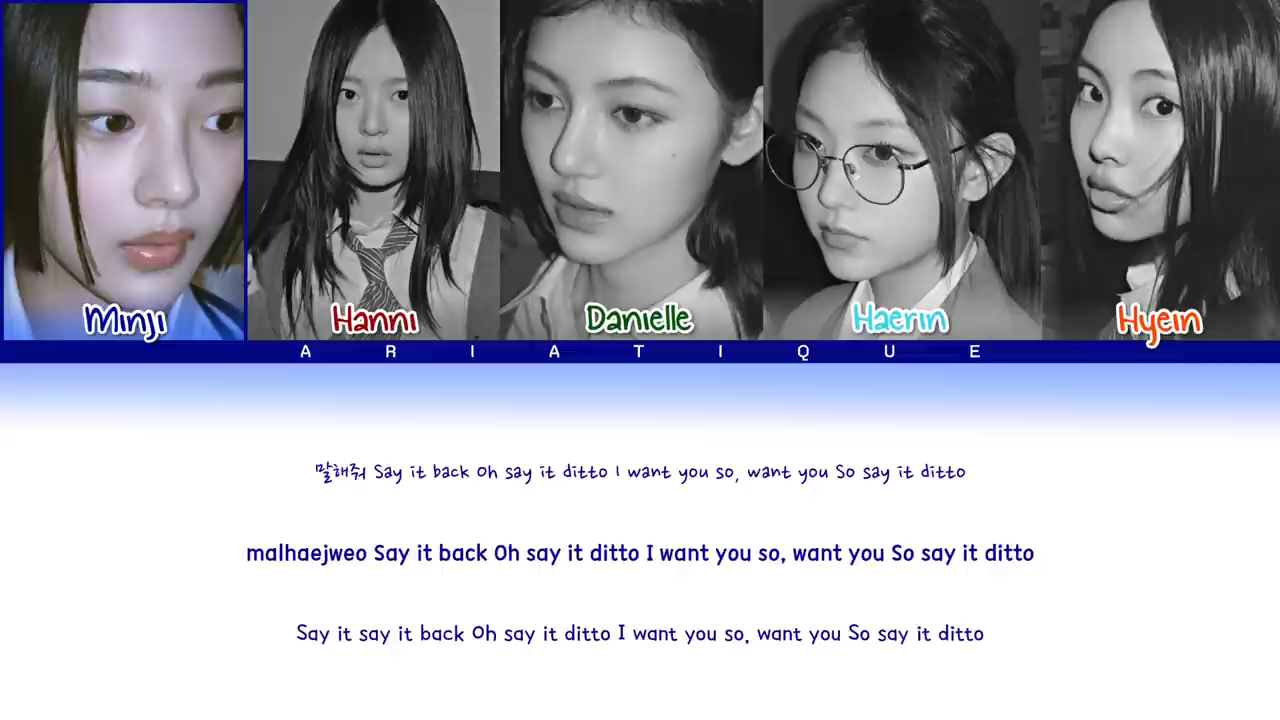 Minji Hanni Danielle Haerin Hyein
ARIATIQUE
말해줘 Say it back Oh say it ditto I want you so, want you So say it ditto
malhaejweo Say it back Oh say it ditto I want you so, want you So say it ditto
Say it say it back Oh say it ditto I want you so, want you So say it ditto